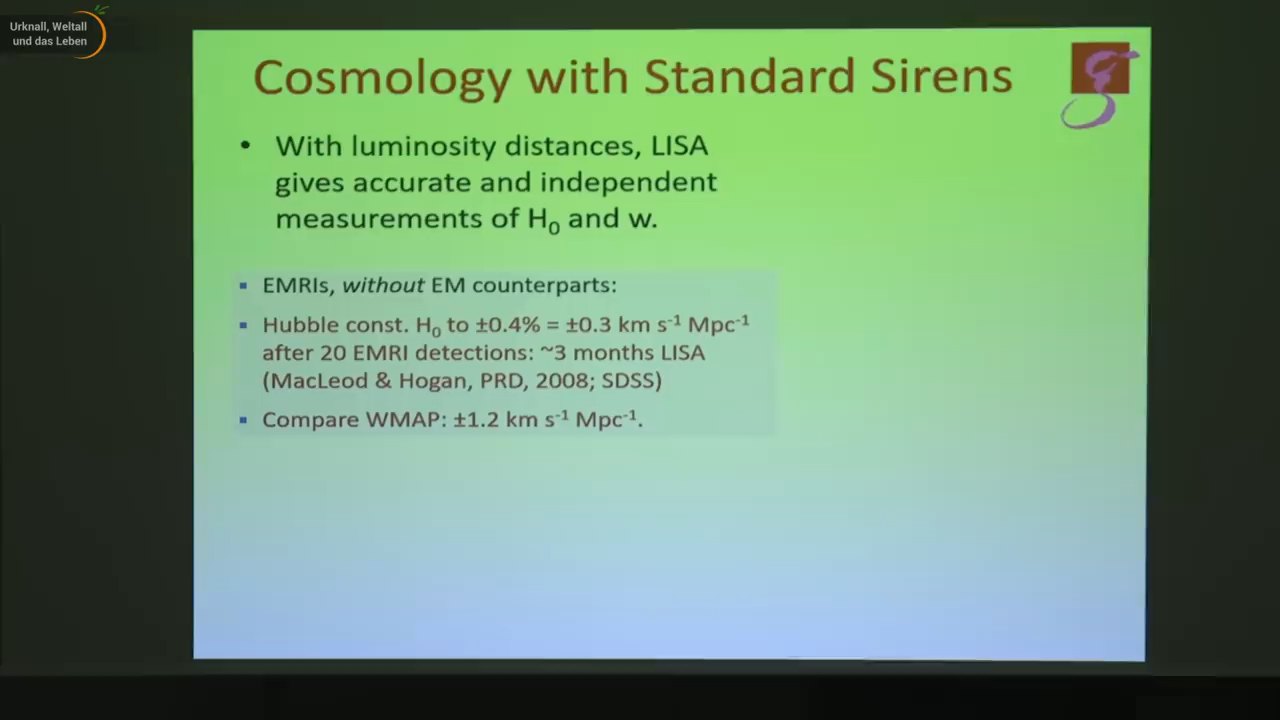 Urknall, Weltall
und das Leben
Cosmology with Standard Sirens
• With luminosity distances, LISA
gives accurate and independent
measurements of H₀ and w.
▪ EMRIs, without EM counterparts:
▪ Hubble const. H₀ to ±0.4% = ±0.3 km s⁻¹ Mpc⁻¹
after 20 EMRI detections: ~3 months LISA
(MacLeod & Hogan, PRD, 2008; SDSS)
▪ Compare WMAP: ±1.2 km s⁻¹ Mpc⁻¹.